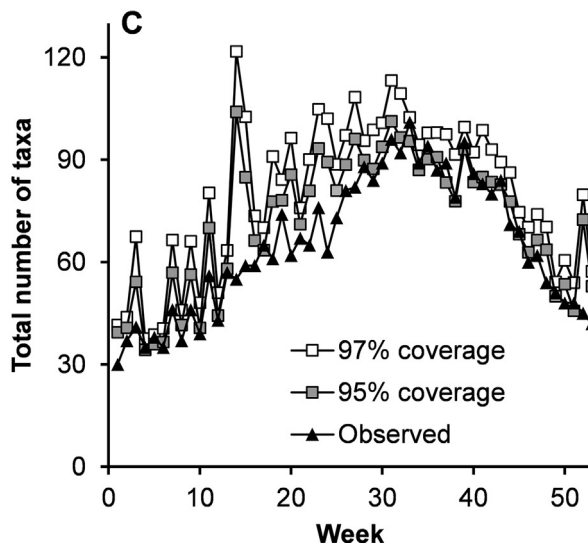 C
Total number of taxa
120
90
60
30
0
97% coverage
95% coverage
Observed
0 10 20 30 40 50
Week